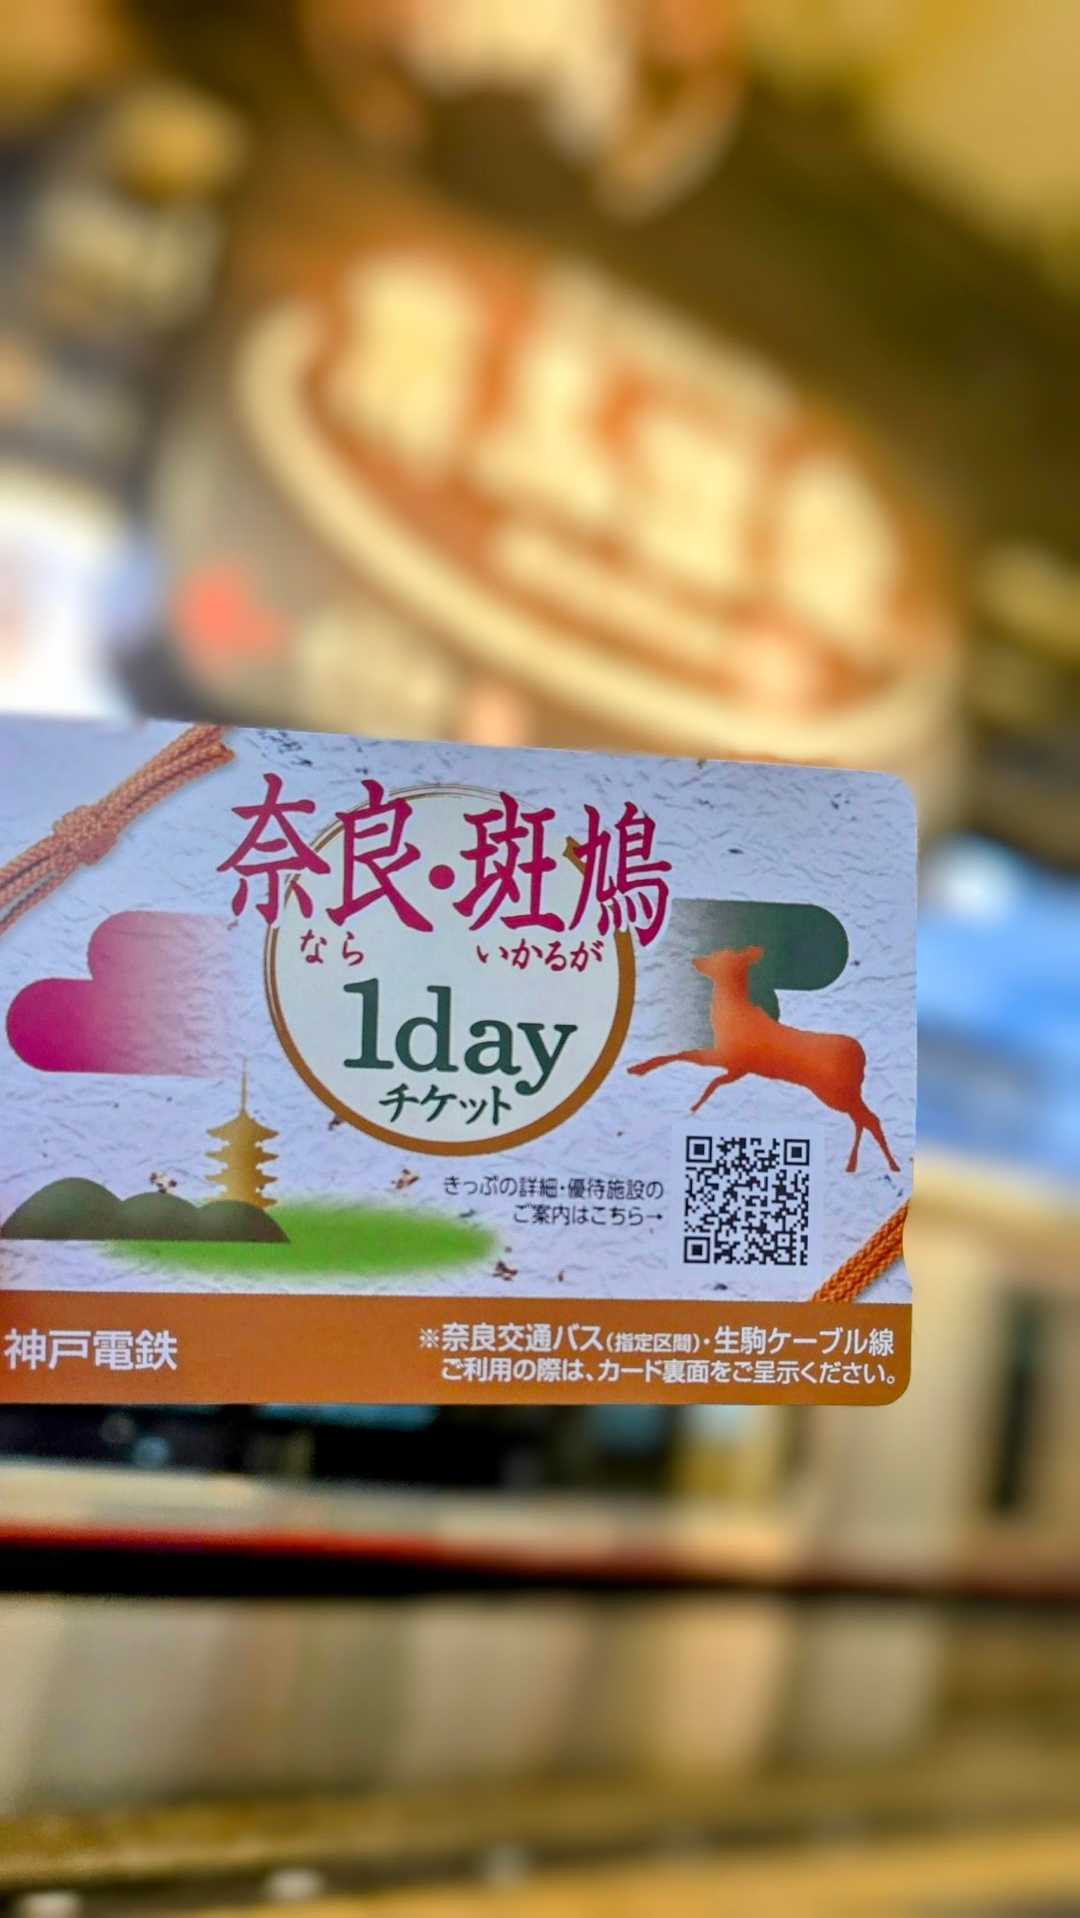 奈良・斑鳩
なら いかるが
1day
チケット
きっぷの詳細・優待施設の
ご案内はこちら→
神戸電鉄
※奈良交通バス(指定区間)・生駒ケーブル線
ご利用の際は、カード裏面をご呈示ください。